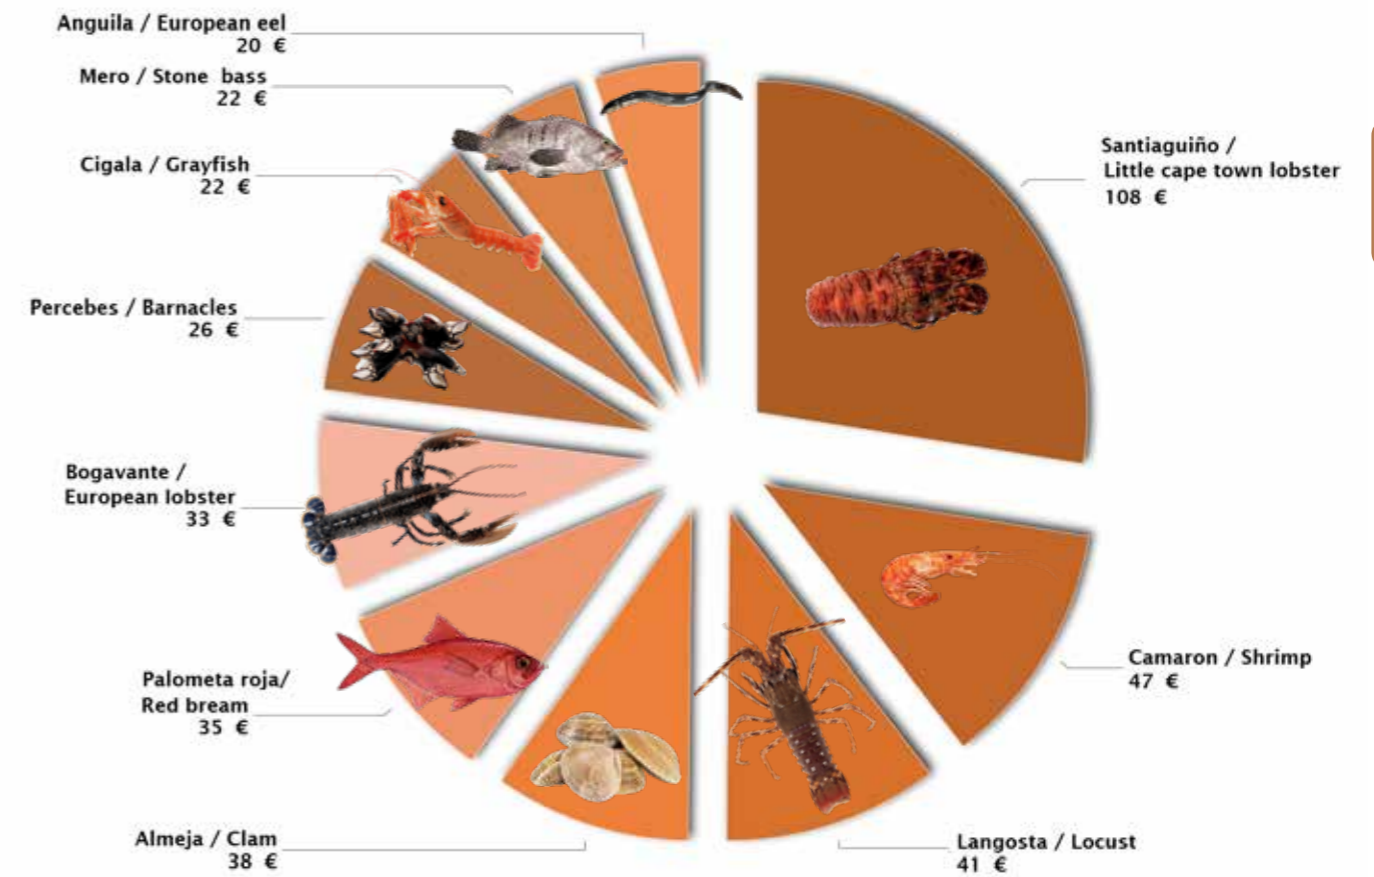 Anguila / European eel
20 €
Mero / Stone bass
22 €
Cigala / Grayfish
22 €
Percebes / Barnacles
26 €
Bogavante /
European lobster
33 €
Palometa roja/
Red bream
35 €
Almeja / Clam
38 €
Santiaguiño /
Little cape town lobster
108 €
Camaron / Shrimp
47 €
Langosta / Locust
41 €